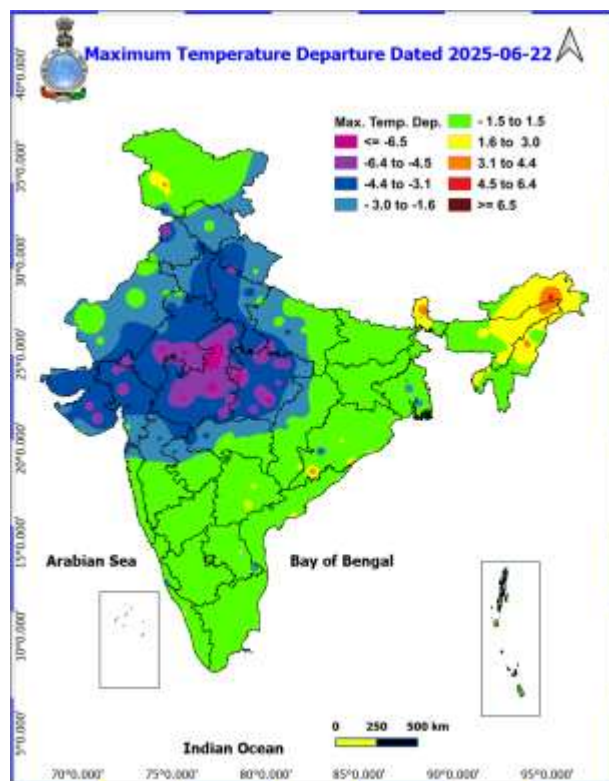 Maximum Temperature Departure Dated 2025-06-22
Max. Temp. Dep.
<= -6.5
-6.4 to -4.5
-4.4 to -3.1
- 3.0 to -1.6
- 1.5 to 1.5
1.6 to 3.0
3.1 to 4.4
4.5 to 6.4
>= 6.5
40°0.000'
35°0.000'
30°0.000'
25°0.000'
20°0.000'
15°0.000'
10°0.000'
5°0.000'
Arabian Sea
Bay of Bengal
0 250 500 km
Indian Ocean
70°0.000' 75°0.000' 80°0.000' 85°0.000' 90°0.000' 95°0.000'